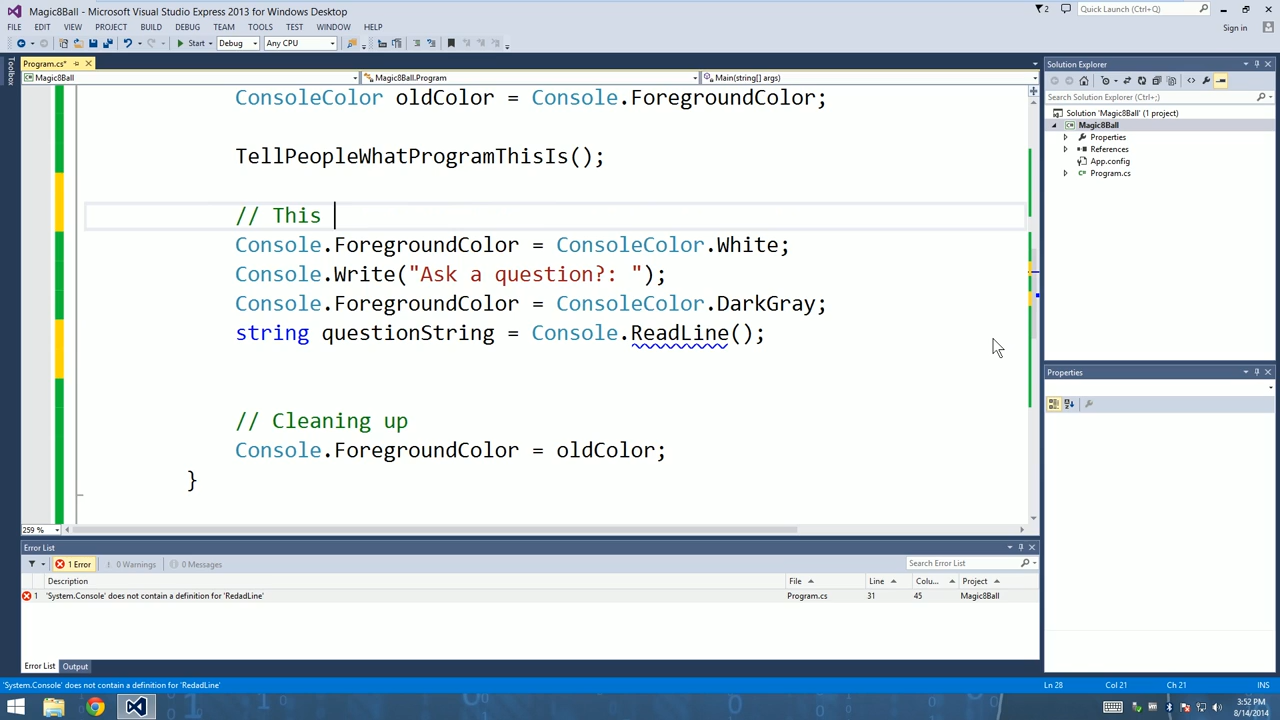 Magic8Ball - Microsoft Visual Studio Express 2013 for Windows Desktop
2
Quick Launch (Ctrl+Q)
FILE EDIT VIEW PROJECT BUILD DEBUG TEAM TOOLS TEST WINDOW HELP
Sign in
Start Debug Any CPU
Toolbox
Program.cs*
Magic8Ball Magic8Ball.Program Main(string[] args)
ConsoleColor oldColor = Console.ForegroundColor;
TellPeopleWhatProgramThisIs();
// This
Console.ForegroundColor = ConsoleColor.White;
Console.Write("Ask a question?: ");
Console.ForegroundColor = ConsoleColor.DarkGray;
string questionString = Console.ReadLine();
// Cleaning up
Console.ForegroundColor = oldColor;
}
259 %
Solution Explorer
Search Solution Explorer (Ctrl+;)
Solution 'Magic8Ball' (1 project)
Magic8Ball
Properties
References
App.config
Program.cs
Properties
Error List
1 Error 0 Warnings 0 Messages
Search Error List
Description File Line Colu... Project
1 'System.Console' does not contain a definition for 'RedadLine' Program.cs 31 45 Magic8Ball
Error List Output
'System.Console' does not contain a definition for 'RedadLine' Ln 28 Col 21 Ch 21 INS
3:52 PM
8/14/2014